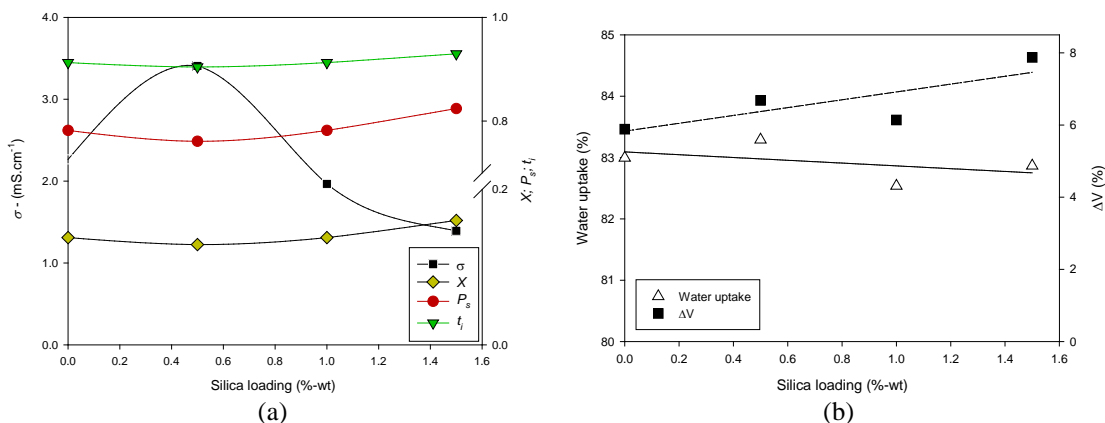 4.0
3.0
2.0
1.0
0.0
σ - (mS.cm⁻¹)
0.0 0.2 0.4 0.6 0.8 1.0 1.2 1.4 1.6
Silica loading (%-wt)
1.0
0.8
0.2
0.0
X; Pₛ; tᵢ
σ
X
Pₛ
tᵢ
(a)
85
84
83
82
81
80
Water uptake (%)
0.0 0.2 0.4 0.6 0.8 1.0 1.2 1.4 1.6
Silica loading (%-wt)
8
6
4
2
0
ΔV (%)
Water uptake
ΔV
(b)